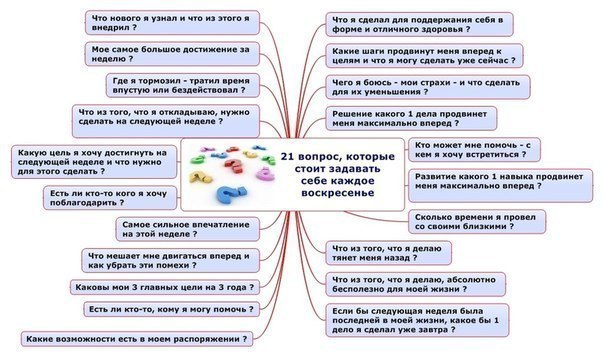 Что нового я узнал и что из этого я
внедрил ?
Мое самое большое достижение за
неделю ?
Где я тормозил - тратил время
впустую или бездействовал ?
Что из того, что я откладываю, нужно
сделать на следующей неделе ?
Какую цель я хочу достигнуть на
следующей неделе и что нужно
для этого сделать ?
Есть ли кто-то кого я хочу
поблагодарить ?
Самое сильное впечатление
на этой неделе ?
Что мешает мне двигаться вперед и
как убрать эти помехи ?
Каковы мои 3 главных цели на 3 года ?
Есть ли кто-то, кому я могу помочь ?
Какие возможности есть в моем распоряжении ?
21 вопрос, которые
стоит задавать
себе каждое
воскресенье
Что я сделал для поддержания себя в
форме и отличного здоровья ?
Какие шаги продвинут меня вперед к
целям и что я могу сделать уже сейчас ?
Чего я боюсь - мои страхи - и что сделать
для их уменьшения ?
Решение какого 1 дела продвинет
меня максимально вперед ?
Кто может мне помочь - с
кем я хочу встретиться ?
Развитие какого 1 навыка продвинет
меня максимально вперед ?
Сколько времени я провел
со своими близкими ?
Что из того, что я делаю
тянет меня назад ?
Что из того, что я делаю, абсолютно
бесполезно для моей жизни ?
Если бы следующая неделя была
последней в моей жизни, какое бы 1
дело я сделал уже завтра ?